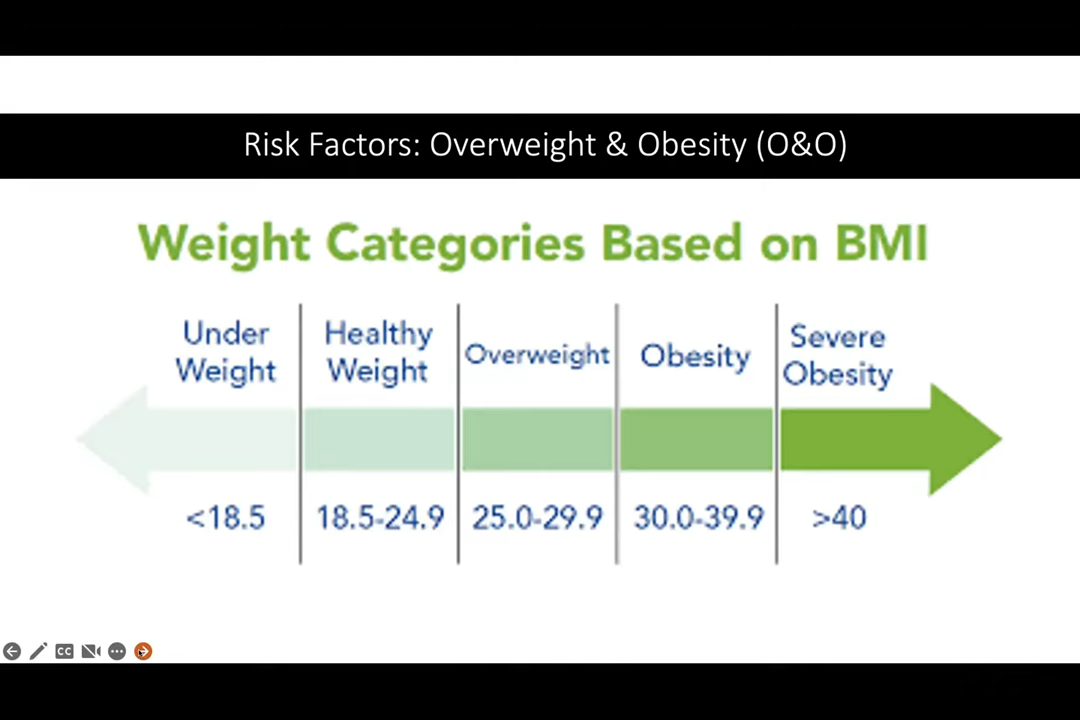 Risk Factors: Overweight & Obesity (O&O)
Weight Categories Based on BMI
Under
Weight
Healthy
Weight
Overweight
Obesity
Severe
Obesity
<18.5
18.5-24.9
25.0-29.9
30.0-39.9
>40
CC